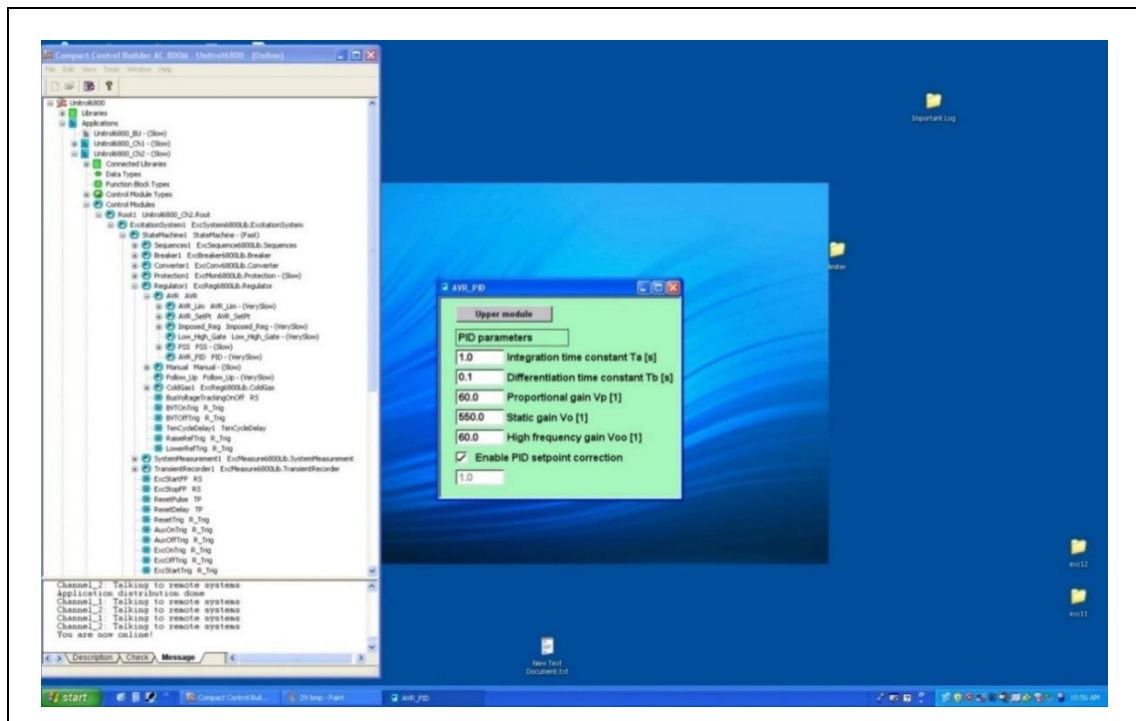 Compact Control Builder AC 800M - Unitrol6800 (Online)
File Edit View Tools Window Help
Unitrol6800
Libraries
Applications
Unitrol6800_BU - (Slow)
Unitrol6800_Ch1 - (Slow)
Unitrol6800_Ch2 - (Slow)
Connected Libraries
Data Types
Function Block Types
Control Module Types
Control Modules
Root1 Unitrol6800_Ch2.Root
ExcitationSystem1 ExcSystem6800Lib.ExcitationSystem
StateMachine1 StateMachine - (Fast)
Sequences1 ExcSequence6800Lib.Sequences
Breaker1 ExcBreaker6800Lib.Breaker
Converter1 ExcConv6800Lib.Converter
Protection1 ExcMon6800Lib.Protection - (Slow)
Regulator1 ExcReg6800Lib.Regulator
AVR AVR
AVR_Lim AVR_Lim - (VerySlow)
AVR_SetPt AVR_SetPt
Imposed_Reg Imposed_Reg - (VerySlow)
Low_High_Gate Low_High_Gate - (VerySlow)
PSS PSS - (Slow)
AVR_PID PID - (VerySlow)
Manual Manual - (Slow)
Follow_Up Follow_Up - (VerySlow)
ColdGas1 ExcReg6800Lib.ColdGas
BusVoltageTrackingOnOff RS
BVTOnTrig R_Trig
BVTOffTrig R_Trig
TenCycleDelay1 TenCycleDelay
RaiseRefTrig R_Trig
LowerRefTrig R_Trig
SystemMeasurement1 ExcMeasure6800Lib.SystemMeasurement
TransientRecorder1 ExcMeasure6800Lib.TransientRecorder
ExcStartFF RS
ExcStopFF RS
ResetPulse TP
ResetDelay TP
ResetTrig R_Trig
AuxOnTrig R_Trig
AuxOffTrig R_Trig
ExcOnTrig R_Trig
ExcOffTrig R_Trig
ExcStartTrig R_Trig
Channel_2: Talking to remote systems
Application distribution done
Channel_1: Talking to remote systems
Channel_2: Talking to remote systems
Channel_1: Talking to remote systems
Channel_2: Talking to remote systems
You are now online!
Description Check Message
AVR_PID
Upper module
PID parameters
1.0 Integration time constant Ta [s]
0.1 Differentiation time constant Tb [s]
60.0 Proportional gain Vp [1]
550.0 Static gain Vo [1]
60.0 High frequency gain Voo [1]
Enable PID setpoint correction
1.0
Important Log
limiter
exc12
exc11
New Text
Document.txt
start
Compact Control Buil...
29 bmp - Paint
AVR_PID
10:56 AM